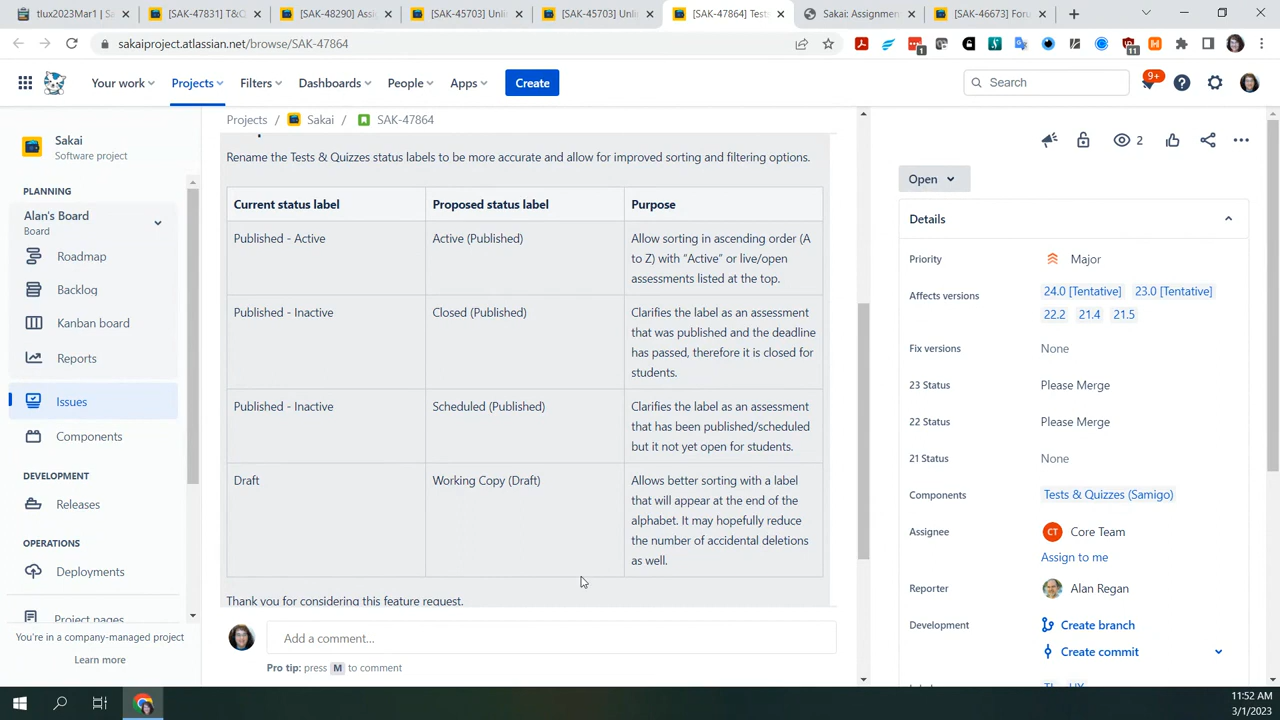 tlux2023Mar1 | Sa
[SAK-47831] T&Q
[SAK-48290] Assi
[SAK-45703] Unli
[SAK-45703] Unli
[SAK-47864] Tests
Sakai: Assignmen
[SAK-46673] Foru
sakaiproject.atlassian.net/browse/SAK-47864
1
11
Your work
Projects
Filters
Dashboards
People
Apps
Create
Search
9+
Sakai
Software project
PLANNING
Alan's Board
Board
Roadmap
Backlog
Kanban board
Reports
Issues
Components
DEVELOPMENT
Releases
OPERATIONS
Deployments
Project pages
You're in a company-managed project
Learn more
Projects / Sakai / SAK-47864
Rename the Tests & Quizzes status labels to be more accurate and allow for improved sorting and filtering options.
Current status label Proposed status label Purpose
Published - Active Active (Published) Allow sorting in ascending order (A
to Z) with “Active” or live/open
assessments listed at the top.
Published - Inactive Closed (Published) Clarifies the label as an assessment
that was published and the deadline
has passed, therefore it is closed for
students.
Published - Inactive Scheduled (Published) Clarifies the label as an assessment
that has been published/scheduled
but it not yet open for students.
Draft Working Copy (Draft) Allows better sorting with a label
that will appear at the end of the
alphabet. It may hopefully reduce
the number of accidental deletions
as well.
Thank you for considering this feature request.
Add a comment...
Pro tip: press M to comment
2
Open
Details
Priority Major
Affects versions 24.0 [Tentative] 23.0 [Tentative]
22.2 21.4 21.5
Fix versions None
23 Status Please Merge
22 Status Please Merge
21 Status None
Components Tests & Quizzes (Samigo)
Assignee CT Core Team
Assign to me
Reporter Alan Regan
Development Create branch
Create commit
11:52 AM
3/1/2023